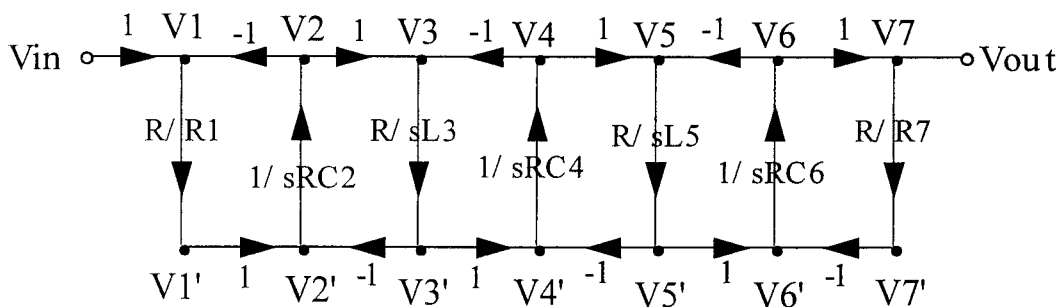 1 V1 -1 V2 1 V3 -1 V4 1 V5 -1 V6 1 V7
Vin Vout
R/ R1 R/ sL3 R/ sL5 R/ R7
1/ sRC2 1/ sRC4 1/ sRC6
1 -1 1 -1 1 -1
V1' V2' V3' V4' V5' V6' V7'